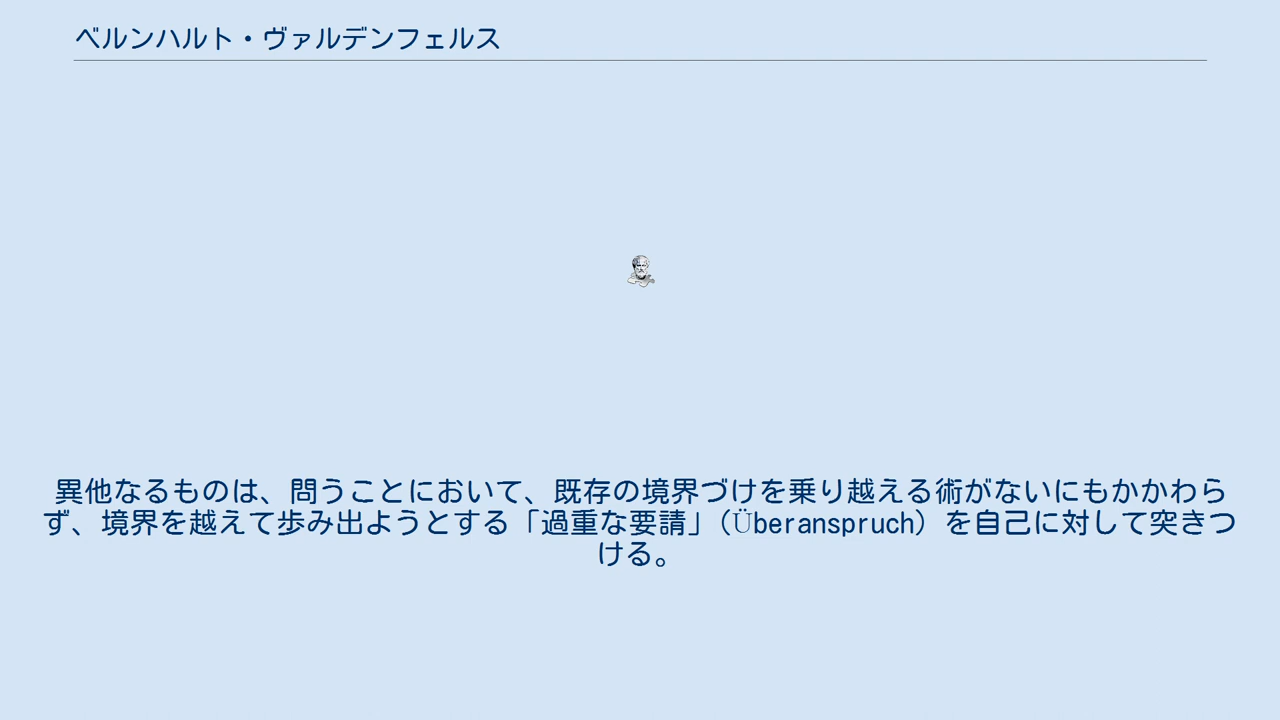 ベルンハルト・ヴァルデンフェルス
異他なるものは、問うことにおいて、既存の境界づけを乗り越える術がないにもかかわら
ず、境界を越えて歩み出ようとする「過重な要請」（Überanspruch）を自己に対して突きつ
ける。